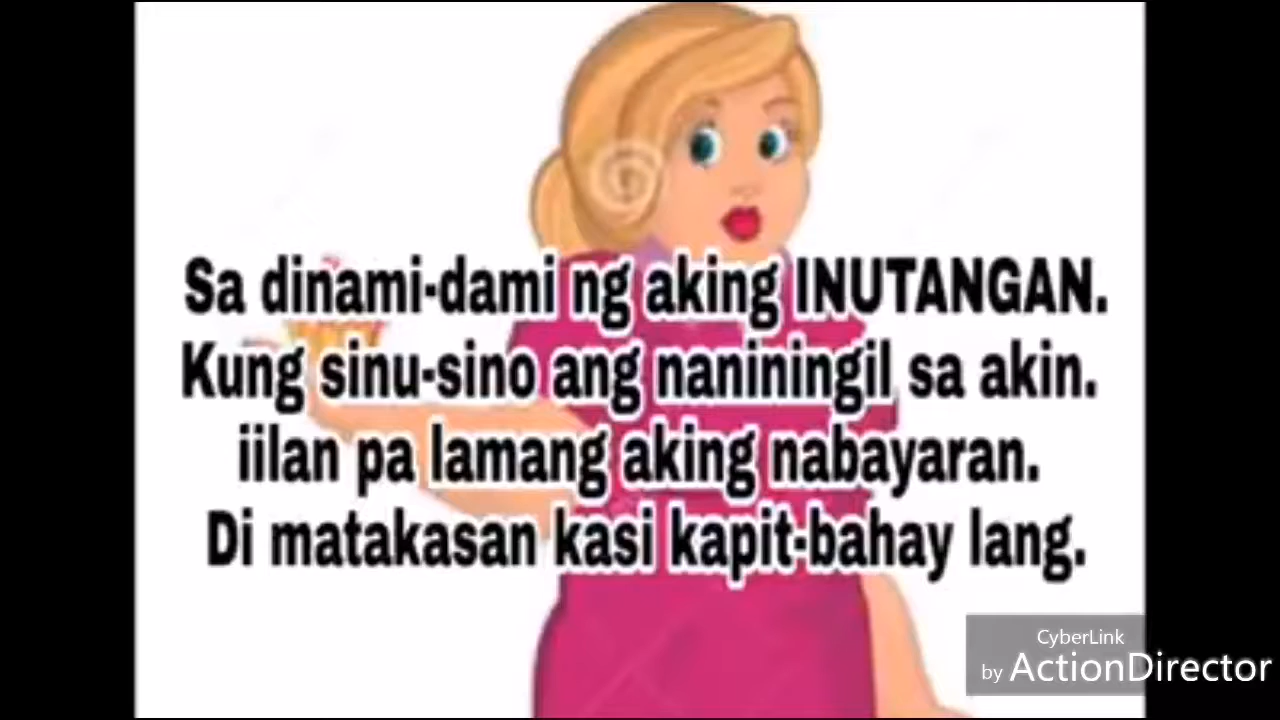 Sa dinami-dami ng aking INUTANGAN.
Kung sinu-sino ang naniningil sa akin.
iilan pa lamang aking nabayaran.
Di matakasan kasi kapit-bahay lang.
CyberLink
by ActionDirector